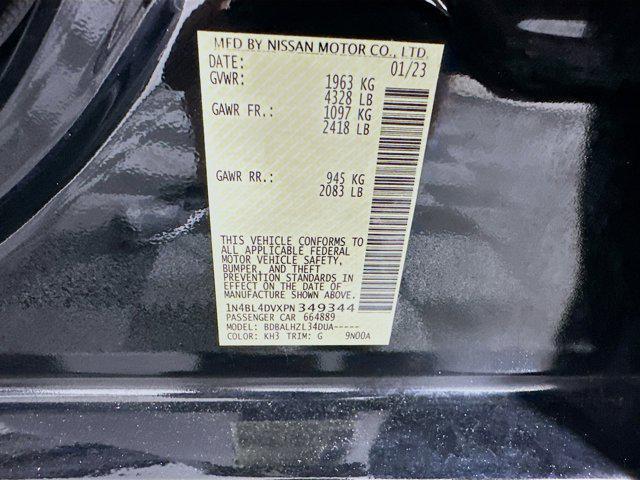 MFD BY NISSAN MOTOR CO., LTD.
DATE: 01/23
GVWR: 1963 KG
4328 LB
GAWR FR.: 1097 KG
2418 LB
GAWR RR.: 945 KG
2083 LB
THIS VEHICLE CONFORMS TO
ALL APPLICABLE FEDERAL
MOTOR VEHICLE SAFETY,
BUMPER, AND THEFT
PREVENTION STANDARDS IN
EFFECT ON THE DATE OF
MANUFACTURE SHOWN ABOVE.
1N4BL4DVXPN349344
PASSENGER CAR 664889
MODEL: BDBALHZL34DUA-----
COLOR: KH3 TRIM: G 9N00A